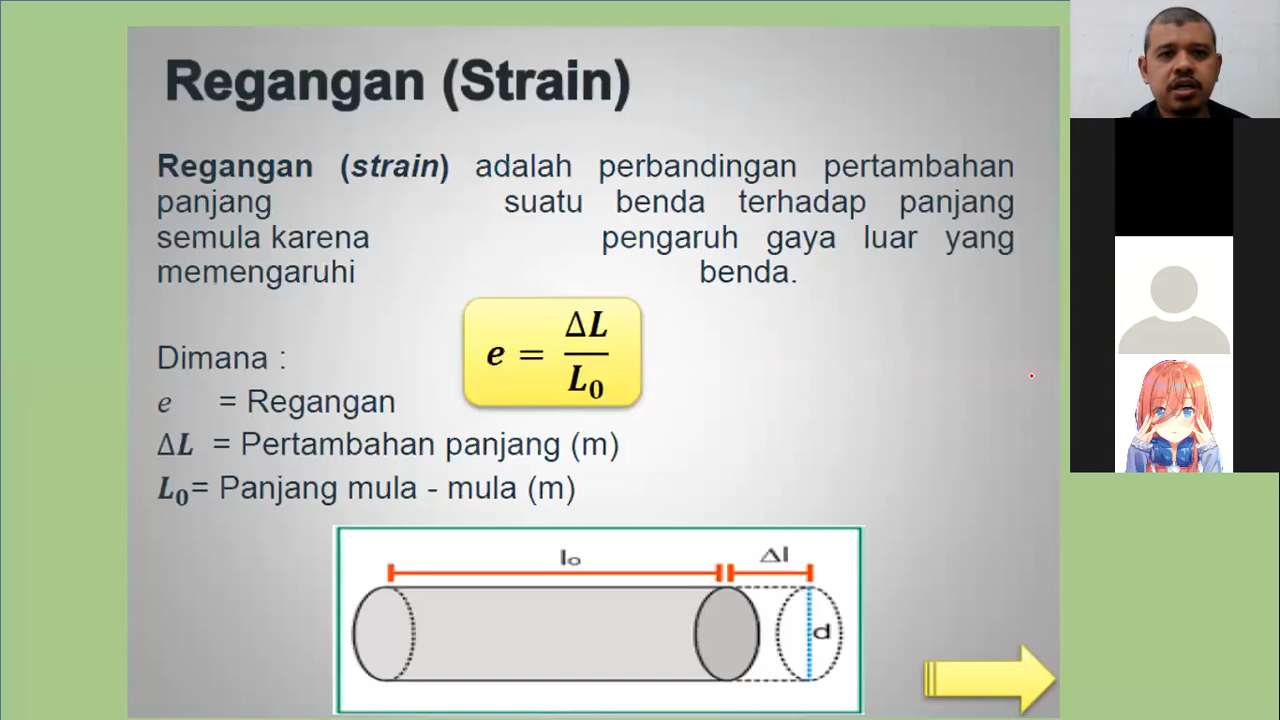 Regangan (Strain)
Regangan (strain) adalah perbandingan pertambahan
panjang suatu benda terhadap panjang
semula karena pengaruh gaya luar yang
memengaruhi benda.
e = ΔL / L₀
Dimana :
e = Regangan
ΔL = Pertambahan panjang (m)
L₀= Panjang mula - mula (m)
lo Δl
d